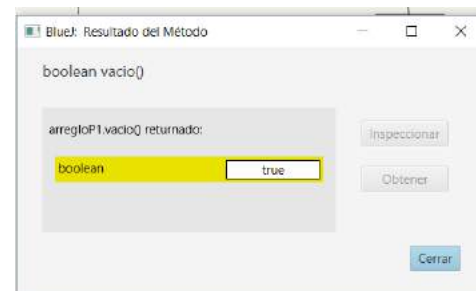 BlueJ: Resultado del Método
boolean vacio()
arregloP1.vacio() returnado:
Inspeccionar
boolean true
Obtener
Cerrar